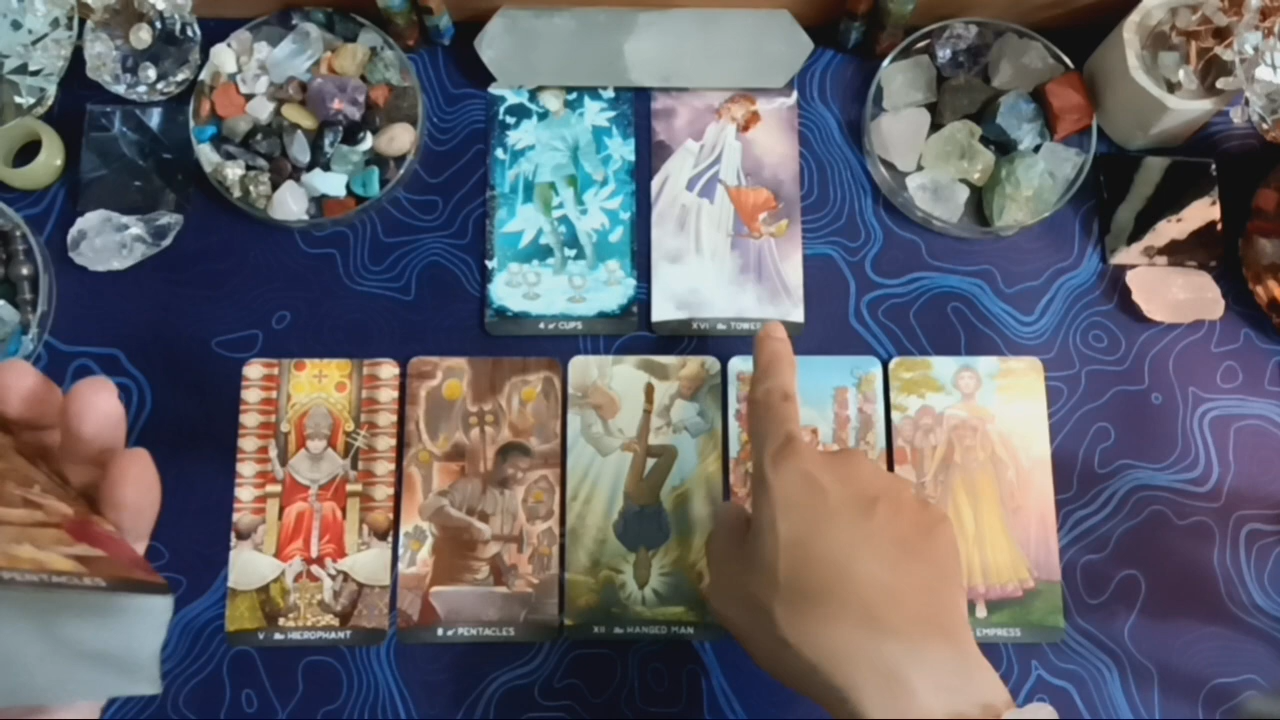 4 of CUPS
XVI the TOWER
V the HIEROPHANT
8 of PENTACLES
XII the HANGED MAN
EMPRESS
PENTACLES